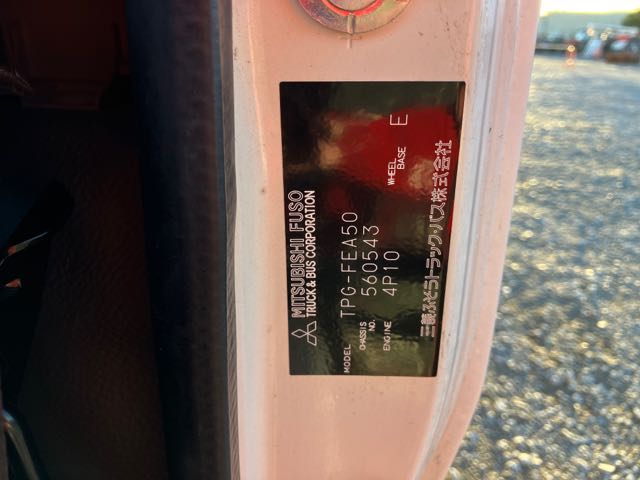 MITSUBISHI FUSO
TRUCK & BUS CORPORATION
MODEL TPG-FEA50
CHASSIS NO. 560543
ENGINE 4P10 WHEEL BASE E
三菱ふそうトラック・バス株式会社